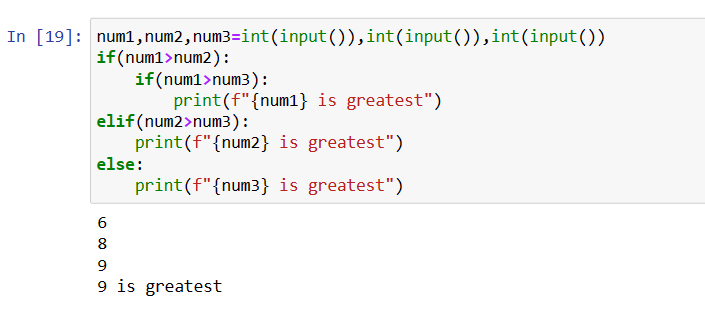 In [19]: num1,num2,num3=int(input()),int(input()),int(input())
if(num1>num2):
    if(num1>num3):
        print(f"{num1} is greatest")
elif(num2>num3):
    print(f"{num2} is greatest")
else:
    print(f"{num3} is greatest")
6
8
9
9 is greatest